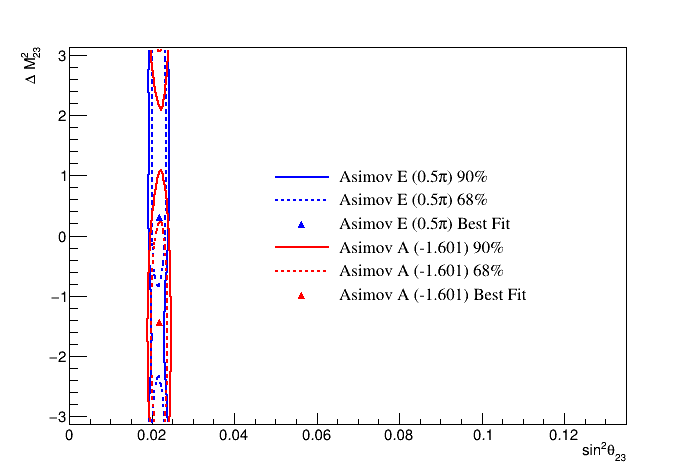 Δ M²₂₃
3
2
1
0
−1
−2
−3
0 0.02 0.04 0.06 0.08 0.1 0.12
sin²θ₂₃
Asimov E (0.5π) 90%
Asimov E (0.5π) 68%
Asimov E (0.5π) Best Fit
Asimov A (-1.601) 90%
Asimov A (-1.601) 68%
Asimov A (-1.601) Best Fit